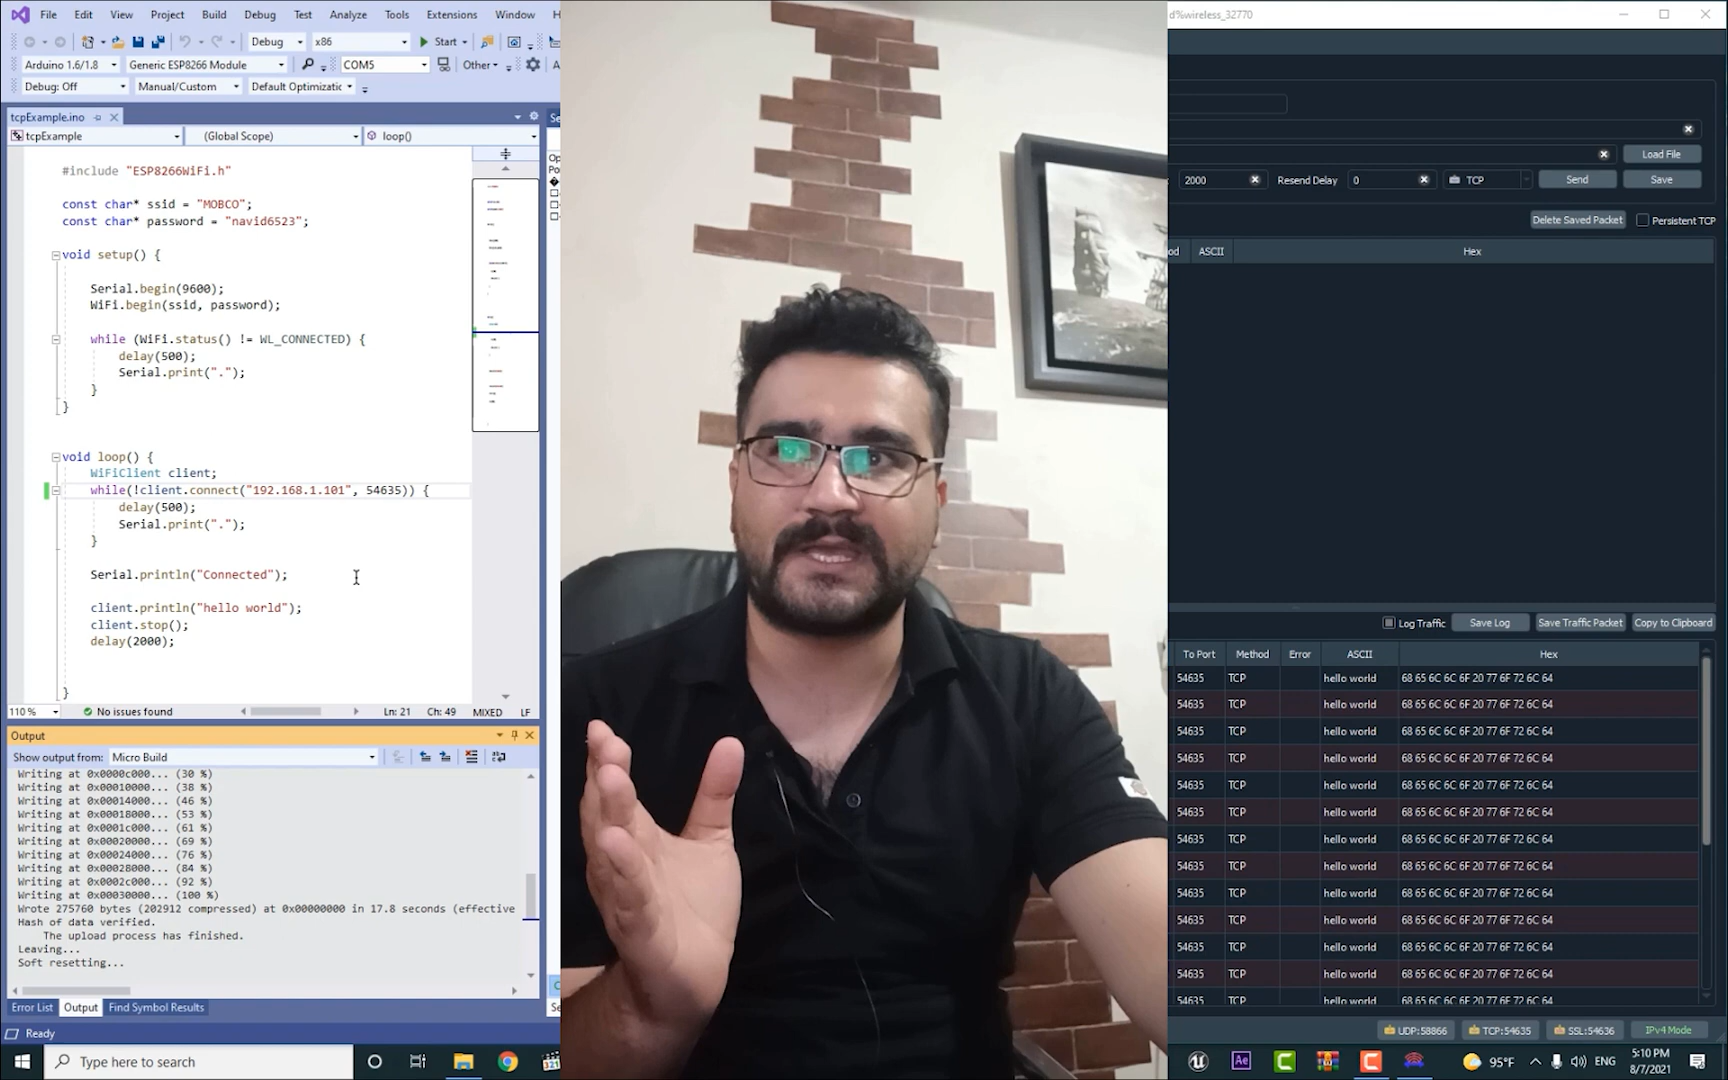 File Edit View Project Build Debug Test Analyze Tools Extensions Window H
Debug x86 Start
Arduino 1.6/1.8 Generic ESP8266 Module COM5 Other A
Debug: Off Manual/Custom Default Optimizatic
tcpExample.ino
tcpExample (Global Scope) loop()
#include "ESP8266WiFi.h"
const char* ssid = "MOBCO";
const char* password = "navid6523";
void setup() {
Serial.begin(9600);
WiFi.begin(ssid, password);
while (WiFi.status() != WL_CONNECTED) {
delay(500);
Serial.print(".");
}
}
void loop() {
WiFiClient client;
while(!client.connect("192.168.1.101", 54635)) {
delay(500);
Serial.print(".");
}
Serial.println("Connected");
client.println("hello world");
client.stop();
delay(2000);
}
110 % No issues found Ln: 21 Ch: 49 MIXED LF
Output
Show output from: Micro Build
Writing at 0x0000c000... (30 %)
Writing at 0x00010000... (38 %)
Writing at 0x00014000... (46 %)
Writing at 0x00018000... (53 %)
Writing at 0x0001c000... (61 %)
Writing at 0x00020000... (69 %)
Writing at 0x00024000... (76 %)
Writing at 0x00028000... (84 %)
Writing at 0x0002c000... (92 %)
Writing at 0x00030000... (100 %)
Wrote 275760 bytes (202912 compressed) at 0x00000000 in 17.8 seconds (effective
Hash of data verified.
The upload process has finished.
Leaving...
Soft resetting...
Error List Output Find Symbol Results
Ready
Type here to search
Se
Op
Po
Se
d%wireless_32770
Load File
2000 Resend Delay 0 TCP Send Save
Delete Saved Packet Persistent TCP
od ASCII Hex
Log Traffic Save Log Save Traffic Packet Copy to Clipboard
To Port Method Error ASCII Hex
54635 TCP hello world 68 65 6C 6C 6F 20 77 6F 72 6C 64
54635 TCP hello world 68 65 6C 6C 6F 20 77 6F 72 6C 64
54635 TCP hello world 68 65 6C 6C 6F 20 77 6F 72 6C 64
54635 TCP hello world 68 65 6C 6C 6F 20 77 6F 72 6C 64
54635 TCP hello world 68 65 6C 6C 6F 20 77 6F 72 6C 64
54635 TCP hello world 68 65 6C 6C 6F 20 77 6F 72 6C 64
54635 TCP hello world 68 65 6C 6C 6F 20 77 6F 72 6C 64
54635 TCP hello world 68 65 6C 6C 6F 20 77 6F 72 6C 64
54635 TCP hello world 68 65 6C 6C 6F 20 77 6F 72 6C 64
54635 TCP hello world 68 65 6C 6C 6F 20 77 6F 72 6C 64
54635 TCP hello world 68 65 6C 6C 6F 20 77 6F 72 6C 64
54635 TCP hello world 68 65 6C 6C 6F 20 77 6F 72 6C 64
54635 TCP hello world 68 65 6C 6C 6F 20 77 6F 72 6C 64
UDP:58866 TCP:54635 SSL:54636 IPv4 Mode
Ae 95°F ENG 5:10 PM
8/7/2021